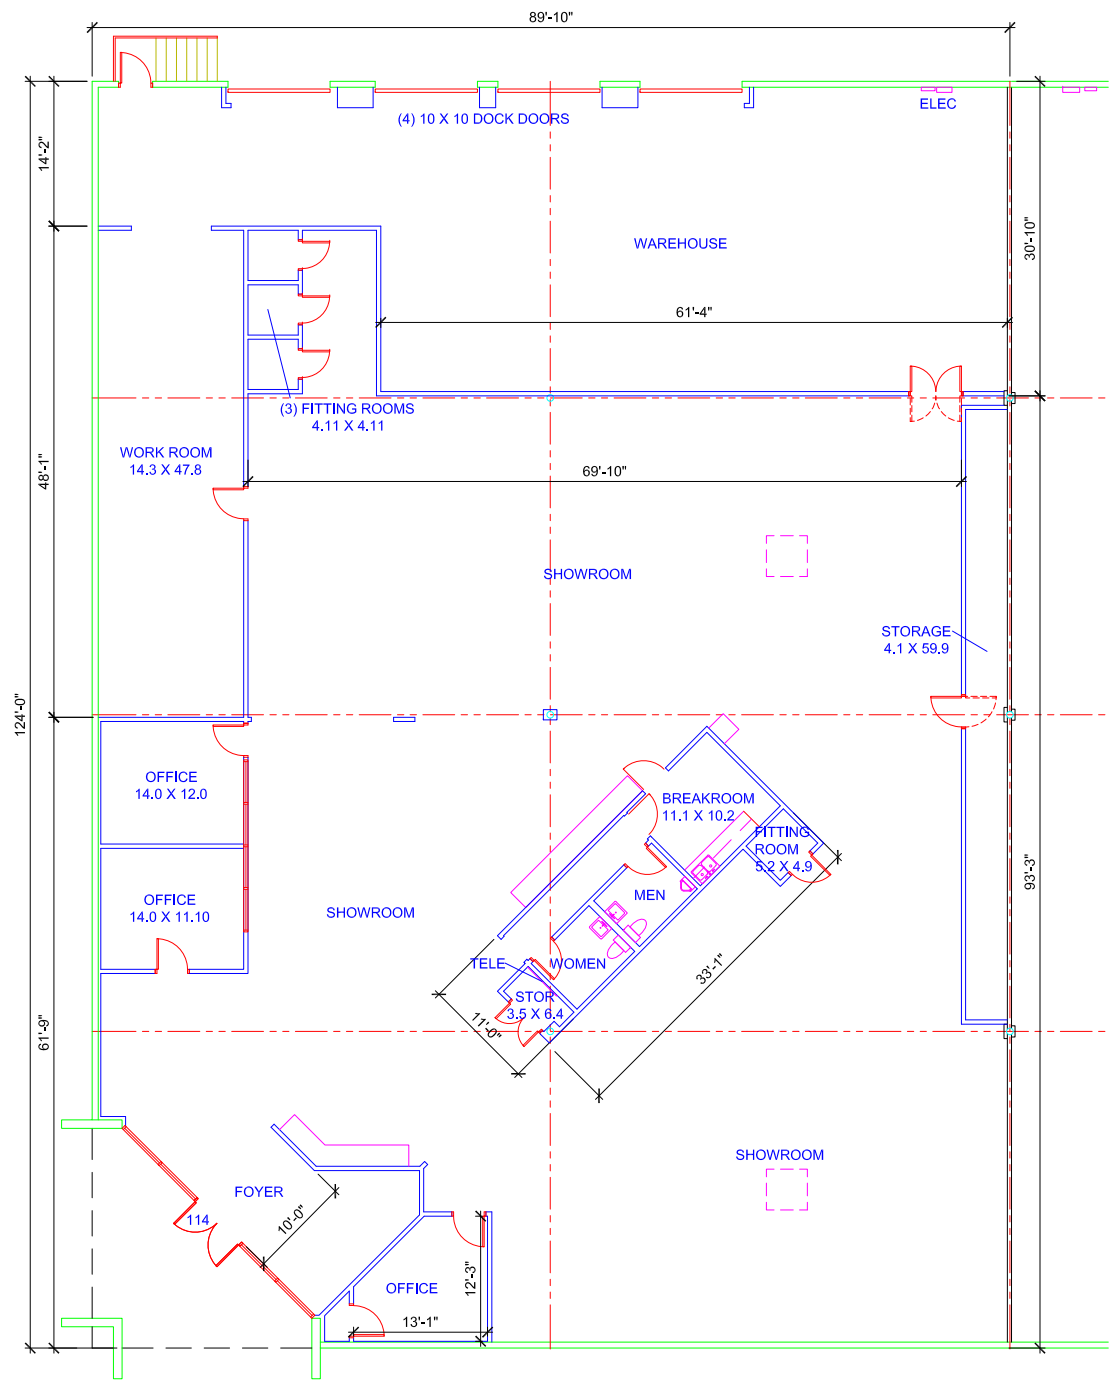 89'-10"
(4) 10 X 10 DOCK DOORS
ELEC
14'-2"
WAREHOUSE
30'-10"
61'-4"
(3) FITTING ROOMS
4.11 X 4.11
WORK ROOM
14.3 X 47.8
48'-1"
69'-10"
SHOWROOM
STORAGE
4.1 X 59.9
124'-0"
OFFICE
14.0 X 12.0
BREAKROOM
11.1 X 10.2
FITTING
ROOM
5.2 X 4.9
93'-3"
MEN
OFFICE
14.0 X 11.10
SHOWROOM
TELE
WOMEN
33'-1"
STOR
3.5 X 6.4
11'-0"
61'-9"
SHOWROOM
FOYER
114
10'-0"
OFFICE
12'-3"
13'-1"